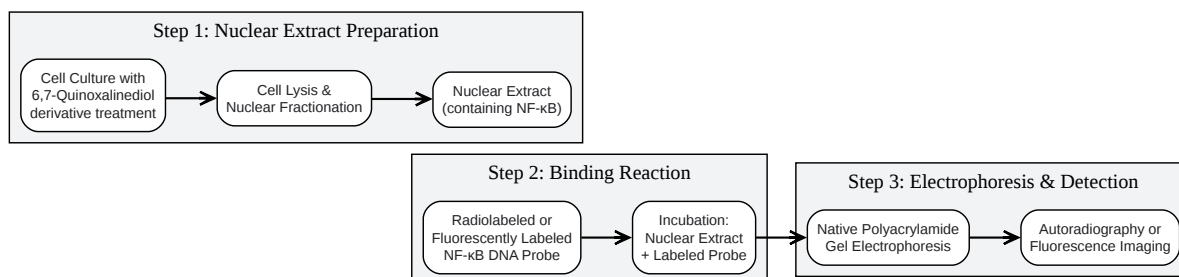 Step 1: Nuclear Extract Preparation
Cell Culture with
6,7-Quinoxalinediol
derivative treatment
Cell Lysis &
Nuclear Fractionation
Nuclear Extract
(containing NF-κB)
Step 2: Binding Reaction
Radiolabeled or
Fluorescently Labeled
NF-κB DNA Probe
Incubation:
Nuclear Extract
+ Labeled Probe
Step 3: Electrophoresis & Detection
Native Polyacrylamide
Gel Electrophoresis
Autoradiography or
Fluorescence Imaging